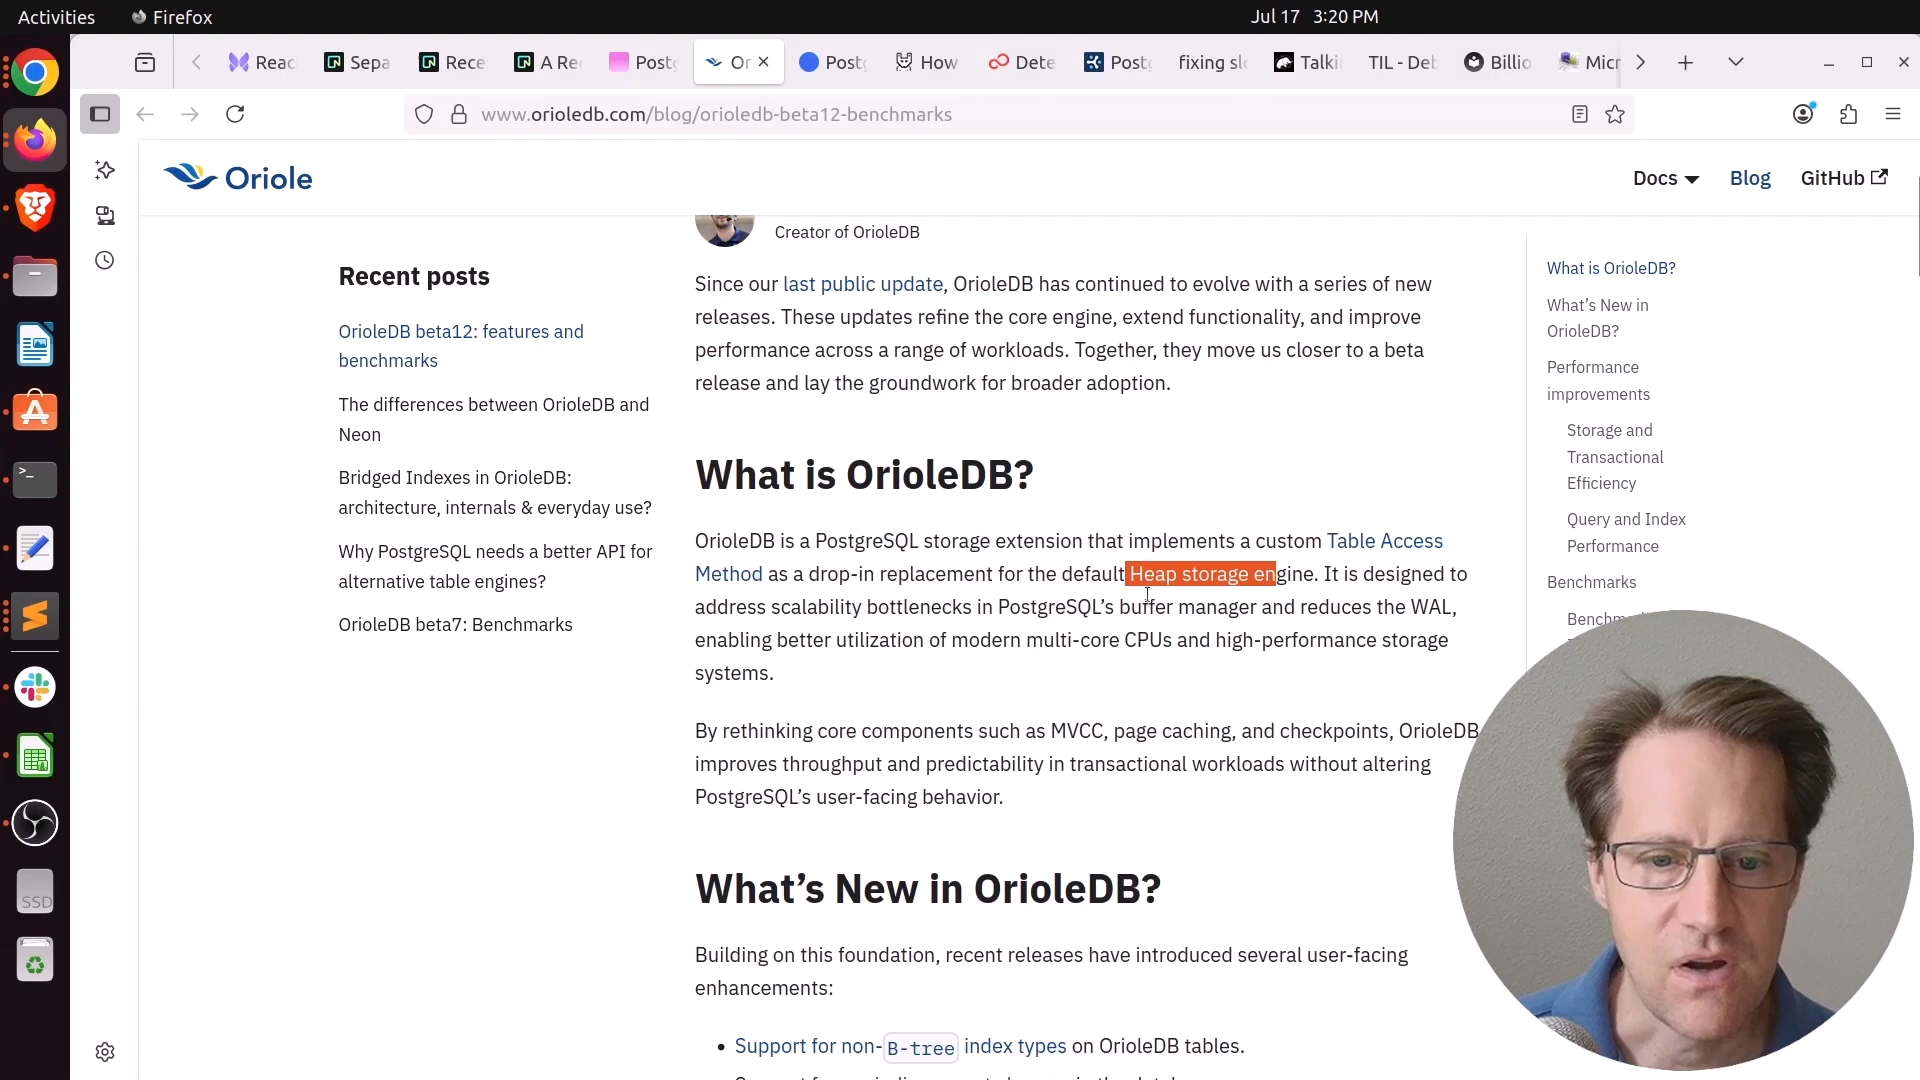 Activities
Firefox
Jul 17 3:20 PM
Reac
Sepa
Rece
A Re
Postg
Or
Postg
How
Dete
Postg
fixing slo
Talki
TIL - Deb
Billio
Micr
www.orioledb.com/blog/orioledb-beta12-benchmarks
Oriole
Docs
Blog
GitHub
Creator of OrioleDB
Recent posts
OrioleDB beta12: features and
benchmarks
The differences between OrioleDB and
Neon
Bridged Indexes in OrioleDB:
architecture, internals & everyday use?
Why PostgreSQL needs a better API for
alternative table engines?
OrioleDB beta7: Benchmarks
Since our last public update, OrioleDB has continued to evolve with a series of new
releases. These updates refine the core engine, extend functionality, and improve
performance across a range of workloads. Together, they move us closer to a beta
release and lay the groundwork for broader adoption.
What is OrioleDB?
OrioleDB is a PostgreSQL storage extension that implements a custom Table Access
Method as a drop-in replacement for the default Heap storage engine. It is designed to
address scalability bottlenecks in PostgreSQL’s buffer manager and reduces the WAL,
enabling better utilization of modern multi-core CPUs and high-performance storage
systems.
By rethinking core components such as MVCC, page caching, and checkpoints, OrioleDB
improves throughput and predictability in transactional workloads without altering
PostgreSQL’s user-facing behavior.
What’s New in OrioleDB?
Building on this foundation, recent releases have introduced several user-facing
enhancements:
• Support for non-B-tree index types on OrioleDB tables.
What is OrioleDB?
What’s New in
OrioleDB?
Performance
improvements
Storage and
Transactional
Efficiency
Query and Index
Performance
Benchmarks
SSD